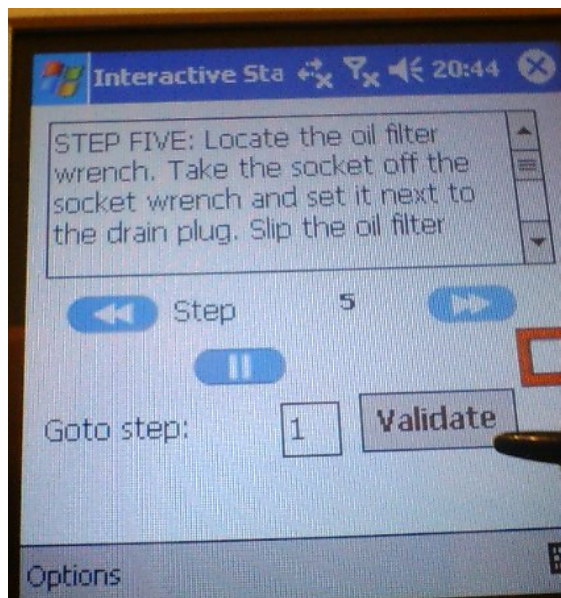 Interactive Sta 20:44
STEP FIVE: Locate the oil filter
wrench. Take the socket off the
socket wrench and set it next to
the drain plug. Slip the oil filter
Step 5
Goto step: 1 Validate
Options